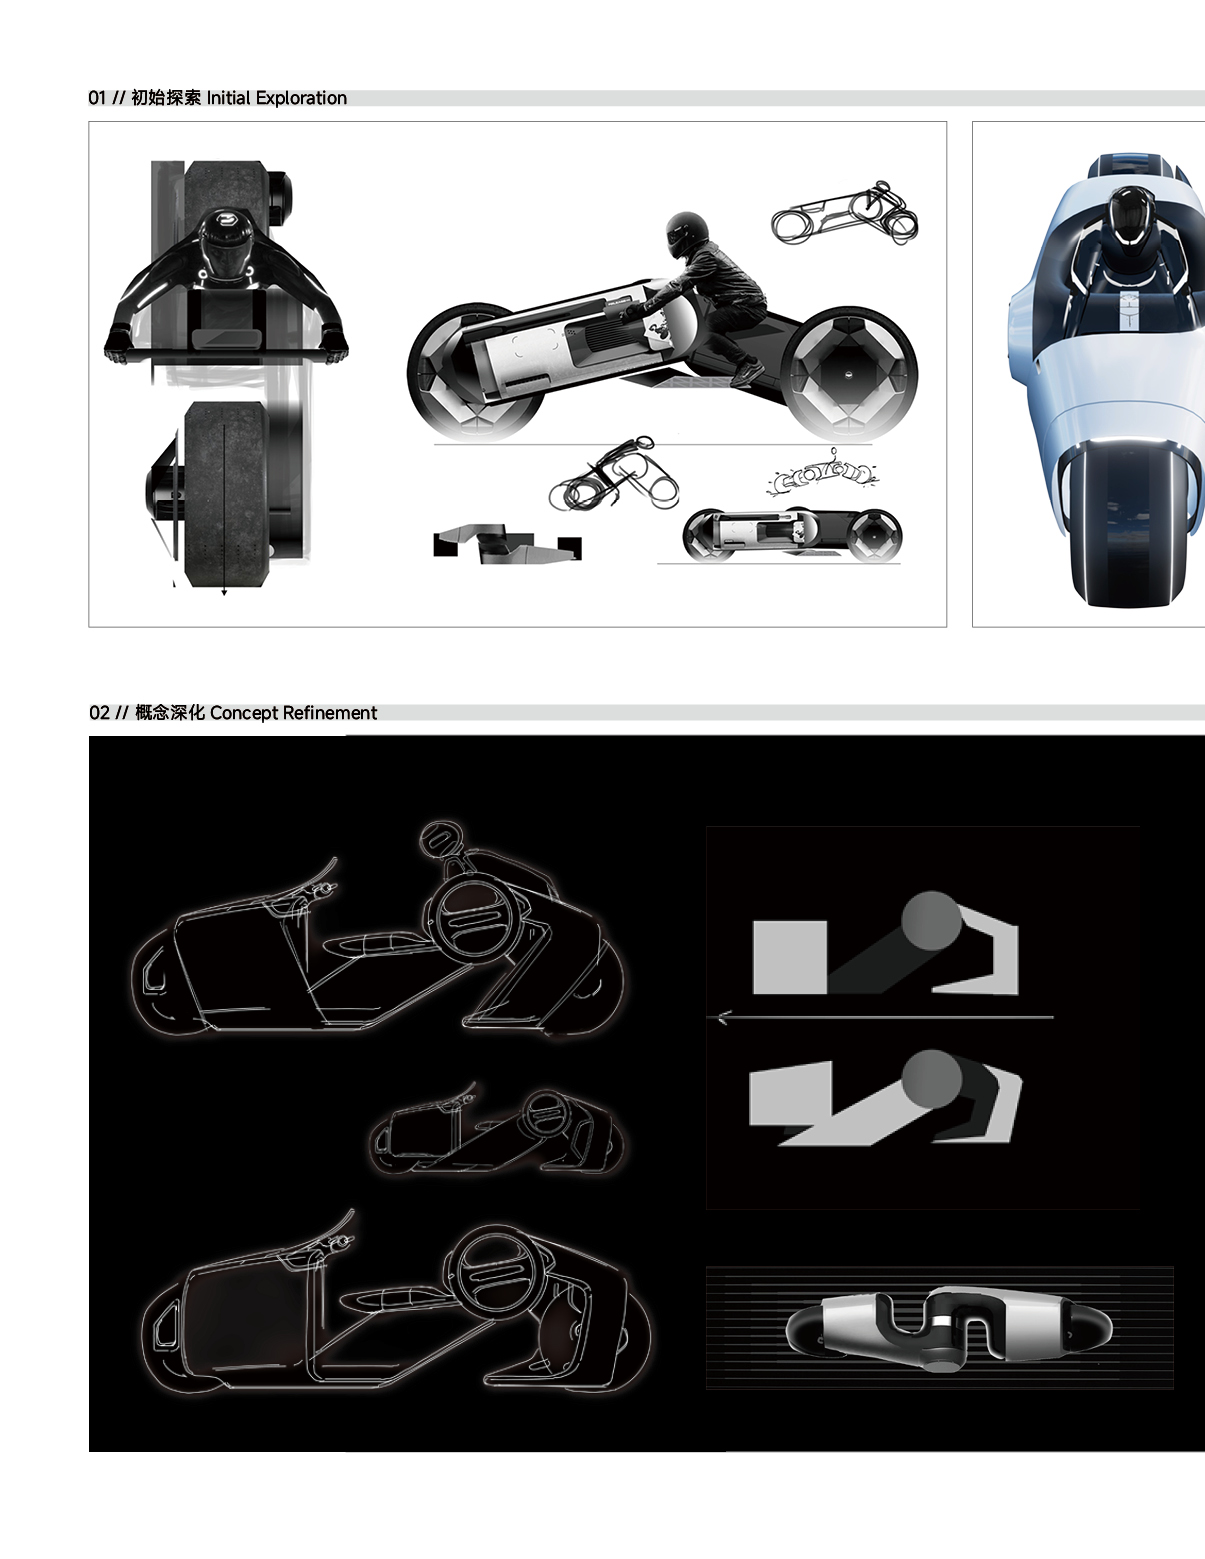 01 // 初始探索 Initial Exploration
02 // 概念深化 Concept Refinement